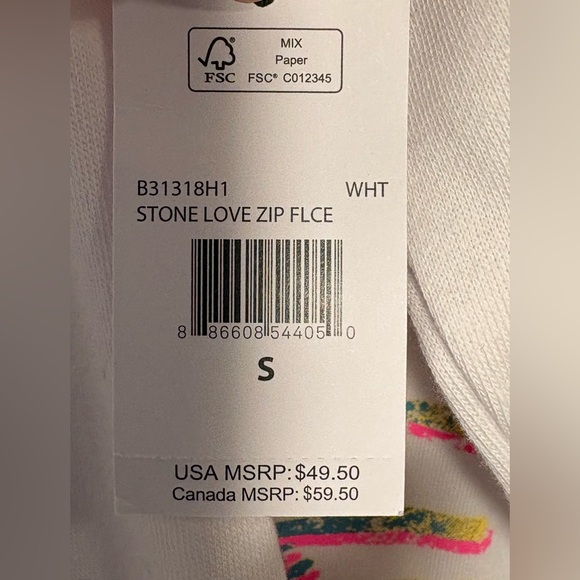 MIX
Paper
FSC FSC® C012345
B31318H1 WHT
STONE LOVE ZIP FLCE
8 86608 54405 0
S
USA MSRP: $49.50
Canada MSRP: $59.50